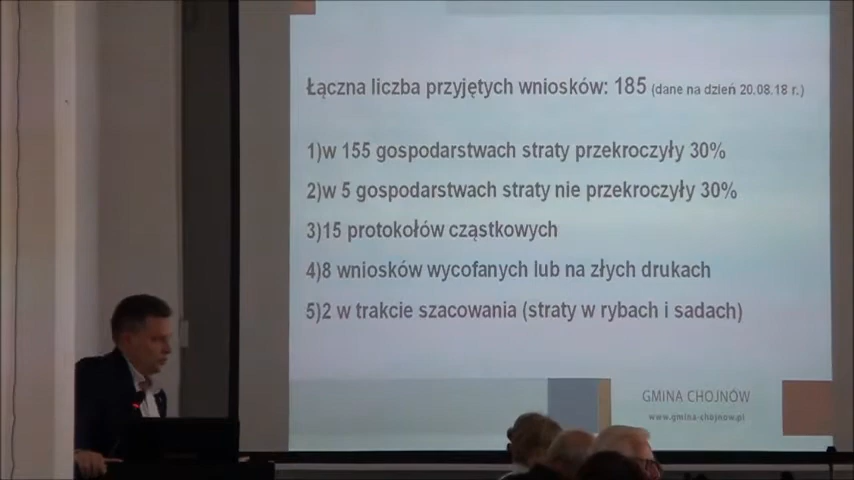 Łączna liczba przyjętych wniosków: 185 (dane na dzień 20.08.18 r.)
1)w 155 gospodarstwach straty przekroczyły 30%
2)w 5 gospodarstwach straty nie przekroczyły 30%
3)15 protokołów cząstkowych
4)8 wniosków wycofanych lub na złych drukach
5)2 w trakcie szacowania (straty w rybach i sadach)
GMINA CHOJNÓW
www.gmina-chojnow.pl